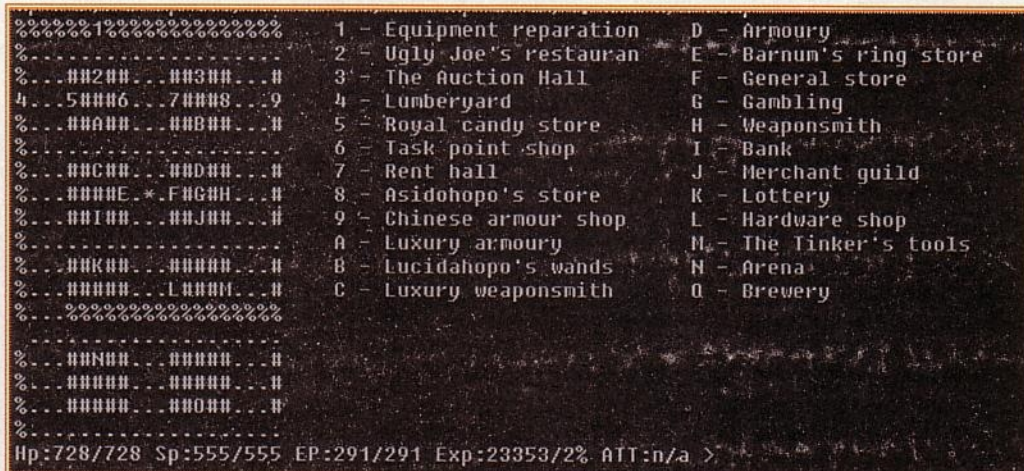 %%%%%%1%%%%%%%%%%%%%% 1 - Equipment reparation D - Armoury
%.................... 2 - Ugly Joe's restauran E - Barnum's ring store
%....##2##...##3##...# 3 - The Auction Hall F - General store
4...5###6...7###8...9 4 - Lumberyard G - Gambling
%...##A##...##B##...# 5 - Royal candy store H - Weaponsmith
%.................... 6 - Task point shop I - Bank
%...##C##...##D##...# 7 - Rent hall J - Merchant guild
%...####E.*.F#G#H...# 8 - Asidohopo's store K - Lottery
%...##I##...##J##...# 9 - Chinese armour shop L - Hardware shop
%.................... A - Luxury armoury M - The Tinker's tools
%...##K##...#####...# B - Lucidahopo's wands N - Arena
%...#####...L###M...# C - Luxury weaponsmith O - Brewery
%...%%%%%%%%%%%%%%%%%
.....................
%...##N##...#####...#
%...#####...#####...#
%...#####...##O##...#
%....................
Hp:728/728 Sp:555/555 EP:291/291 Exp:23353/2% ATT:n/a >